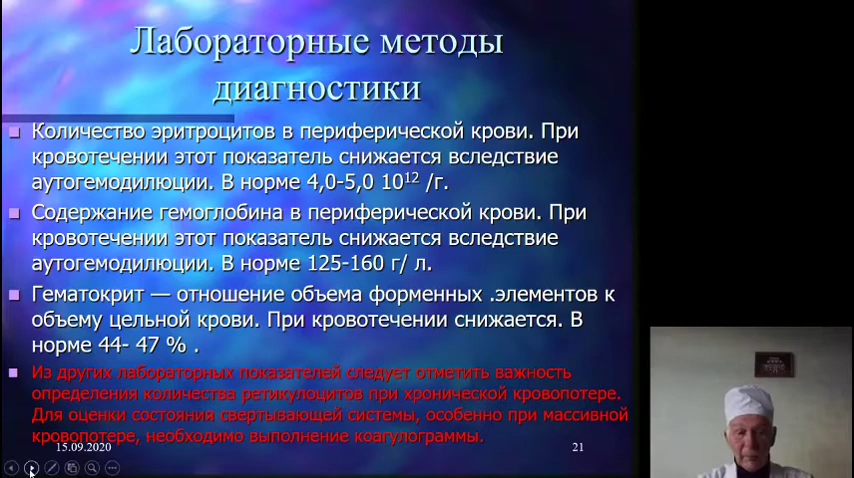 Лабораторные методы
диагностики
Количество эритроцитов в периферической крови. При
кровотечении этот показатель снижается вследствие
аутогемодилюции. В норме 4,0-5,0 10¹² /г.
Содержание гемоглобина в периферической крови. При
кровотечении этот показатель снижается вследствие
аутогемодилюции. В норме 125-160 г/ л.
Гематокрит — отношение объема форменных .элементов к
объему цельной крови. При кровотечении снижается. В
норме 44- 47 % .
Из других лабораторных показателей следует отметить важность
определения количества ретикулоцитов при хронической кровопотере.
Для оценки состояния свертывающей системы, особенно при массивной
кровопотере, необходимо выполнение коагулограммы.
15.09.2020
21